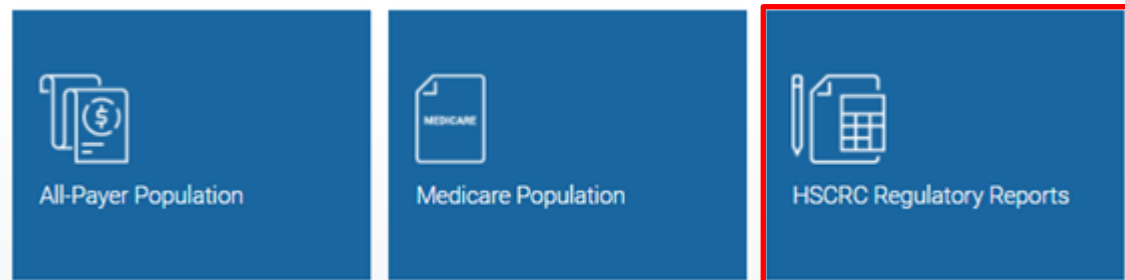 All-Payer Population
MEDICARE
Medicare Population
HSCRC Regulatory Reports